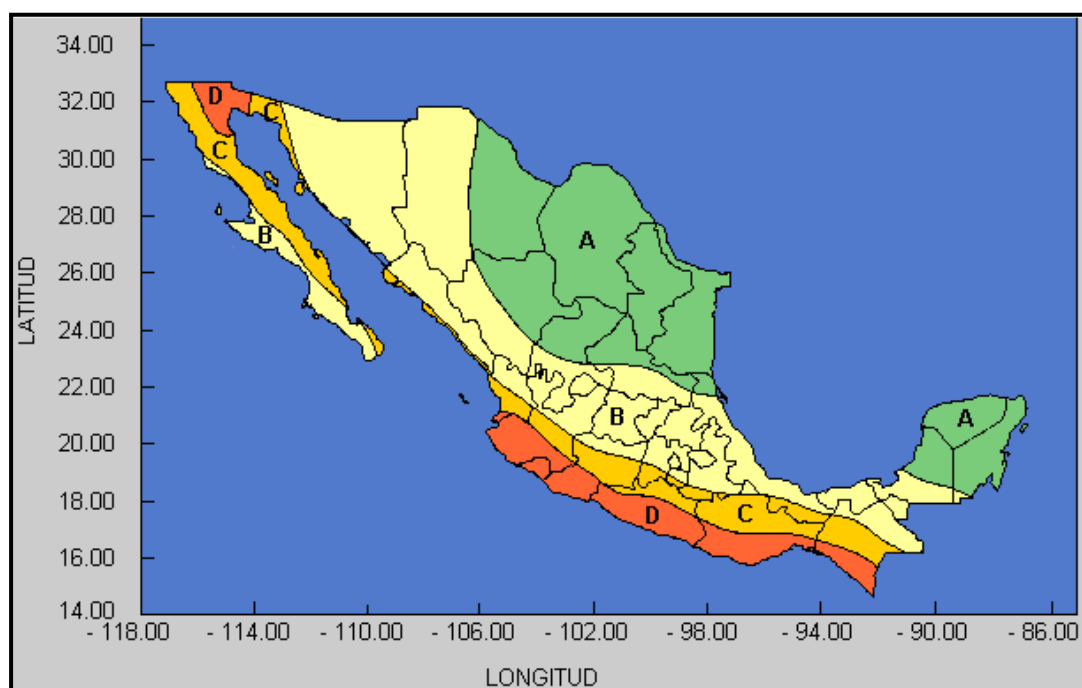 LATITUD
34.00
32.00
30.00
28.00
26.00
24.00
22.00
20.00
18.00
16.00
14.00
D
C
C
B
A
B
A
C
D
- 118.00 - 114.00 - 110.00 - 106.00 - 102.00 - 98.00 - 94.00 - 90.00 - 86.00
LONGITUD